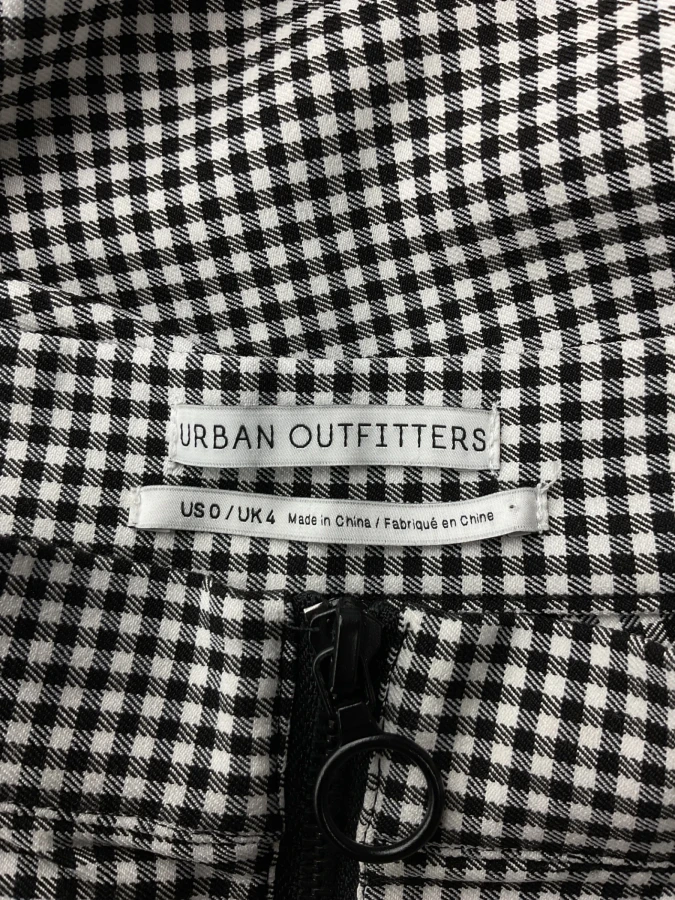 URBAN OUTFITTERS
US 0 / UK 4 Made in China / Fabriqué en Chine